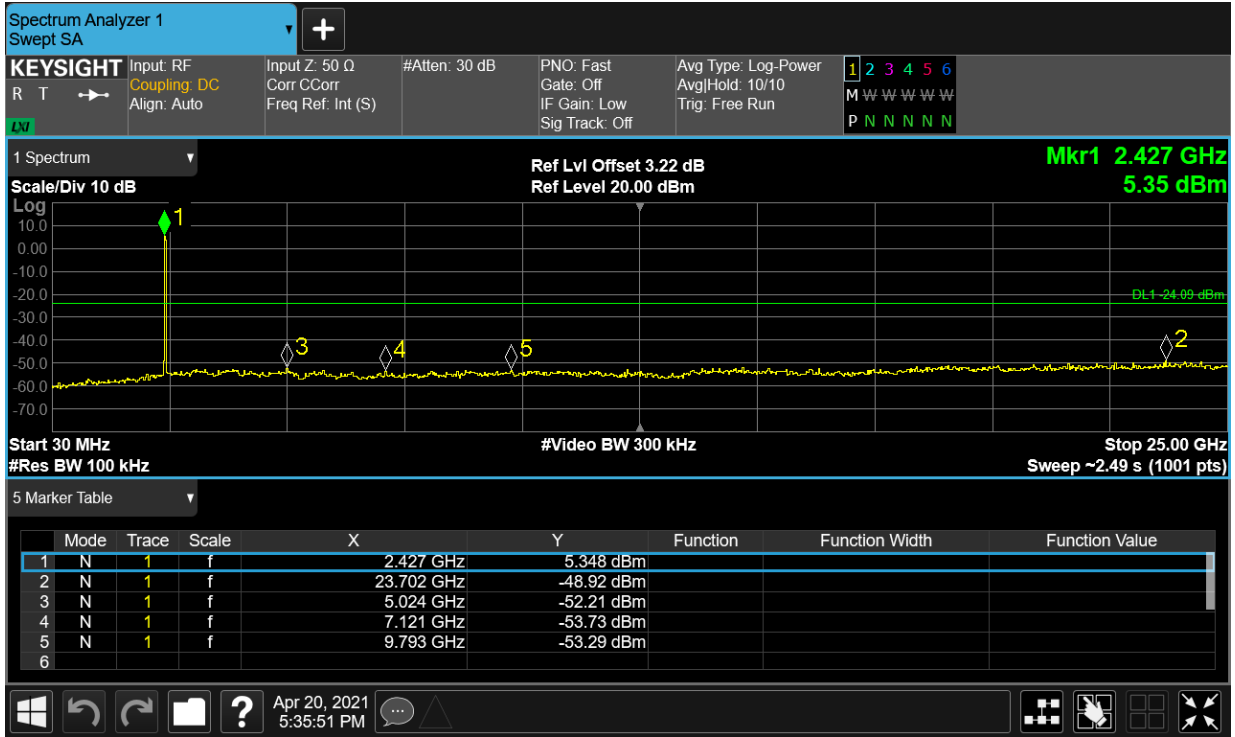 Spectrum Analyzer 1
Swept SA
+
KEYSIGHT
R T
LXI
Input: RF
Coupling: DC
Align: Auto
Input Z: 50 Ω
Corr CCorr
Freq Ref: Int (S)
#Atten: 30 dB
PNO: Fast
Gate: Off
IF Gain: Low
Sig Track: Off
Avg Type: Log-Power
Avg|Hold: 10/10
Trig: Free Run
1 2 3 4 5 6
M W W W W W
P N N N N N
1 Spectrum
Scale/Div 10 dB
Log
Ref Lvl Offset 3.22 dB
Ref Level 20.00 dBm
Mkr1 2.427 GHz
5.35 dBm
10.0
0.00
-10.0
-20.0
-30.0
-40.0
-50.0
-60.0
-70.0
1
3
4
5
2
DL1 -24.09 dBm
Start 30 MHz
#Res BW 100 kHz
#Video BW 300 kHz
Stop 25.00 GHz
Sweep ~2.49 s (1001 pts)
5 Marker Table
Mode Trace Scale X Y Function Function Width Function Value
1 N 1 f 2.427 GHz 5.348 dBm
2 N 1 f 23.702 GHz -48.92 dBm
3 N 1 f 5.024 GHz -52.21 dBm
4 N 1 f 7.121 GHz -53.73 dBm
5 N 1 f 9.793 GHz -53.29 dBm
6
?
Apr 20, 2021
5:35:51 PM